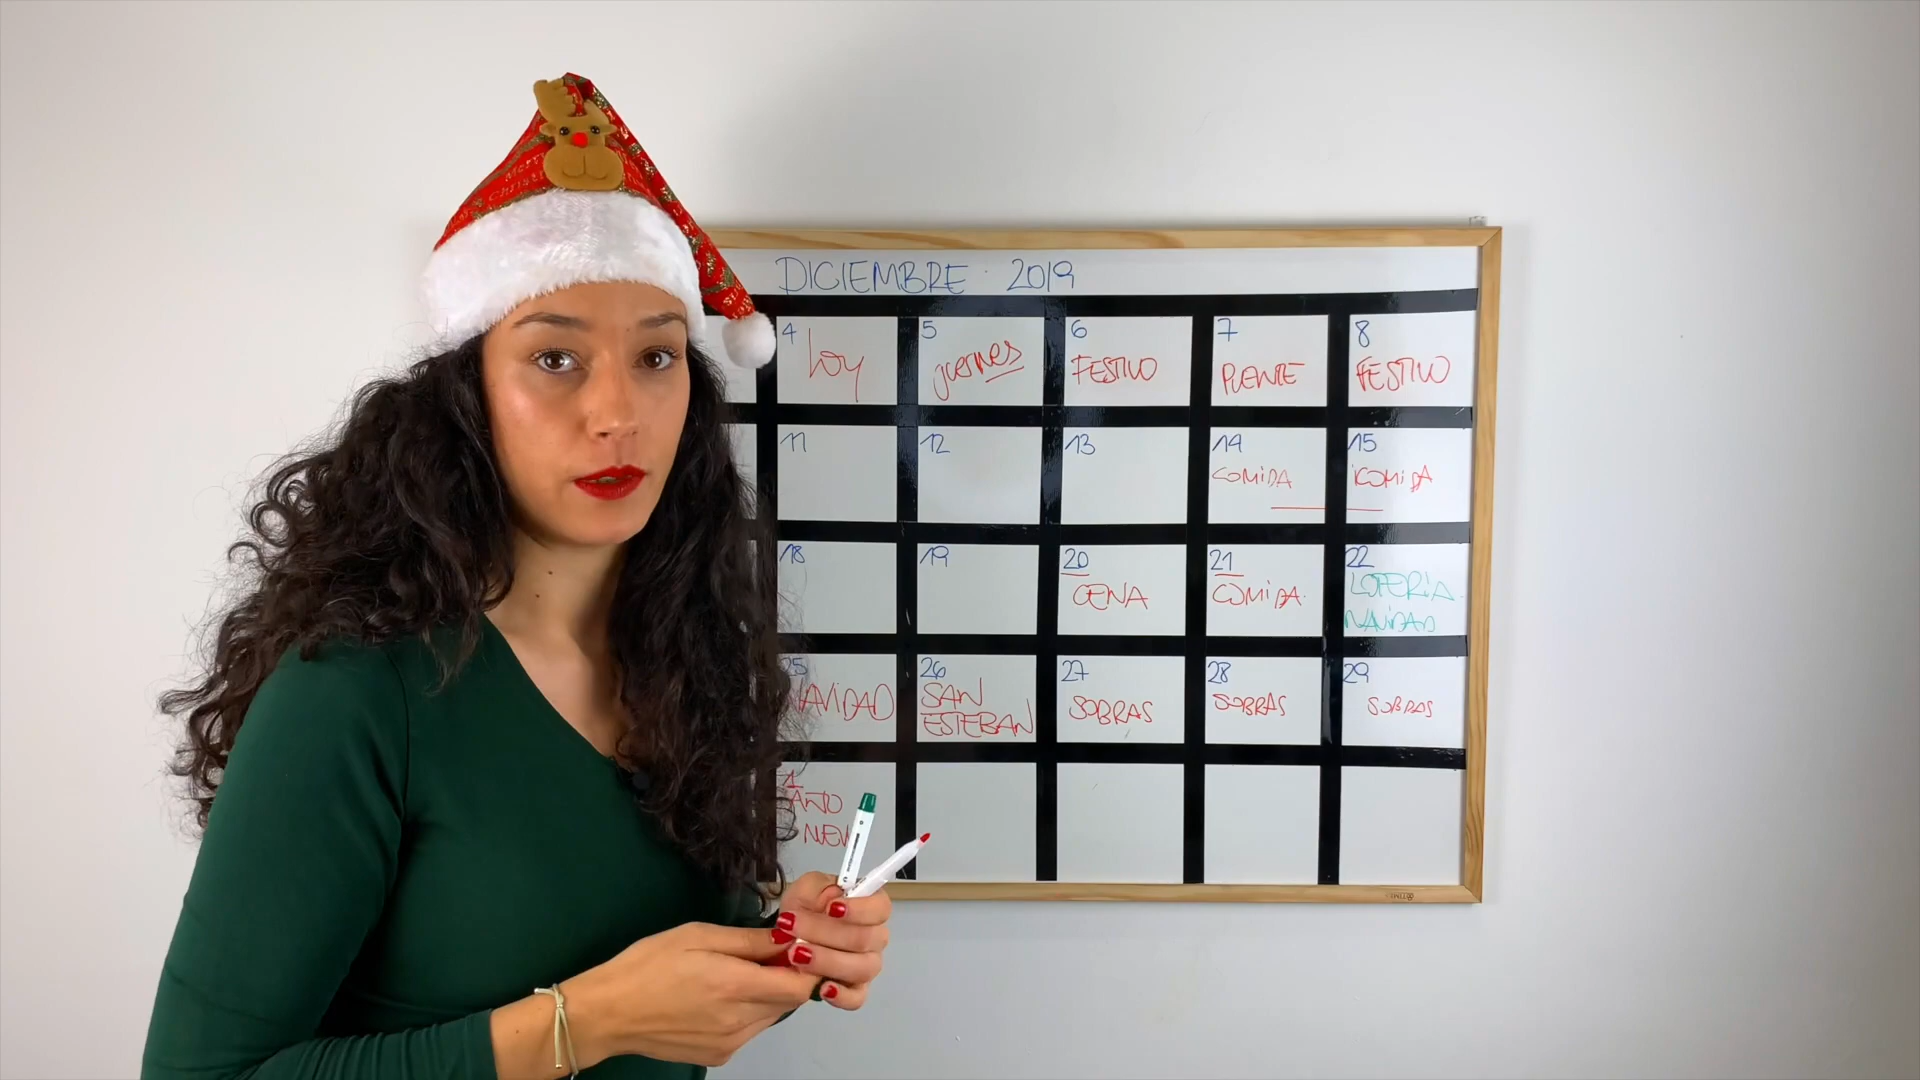 DICIEMBRE 2019
4 hoy
5 jueves
6 FESTIVO
7 PUENTE
8 FESTIVO
11
12
13
14 COMIDA
15 COMIDA
18
19
20 CENA
21 COMIDA
22 LOTERIA
NAVIDAD
25 NAVIDAD
26 SAN
ESTEBAN
27 SOBRAS
28 SOBRAS
29 SOBRAS
1
AÑO